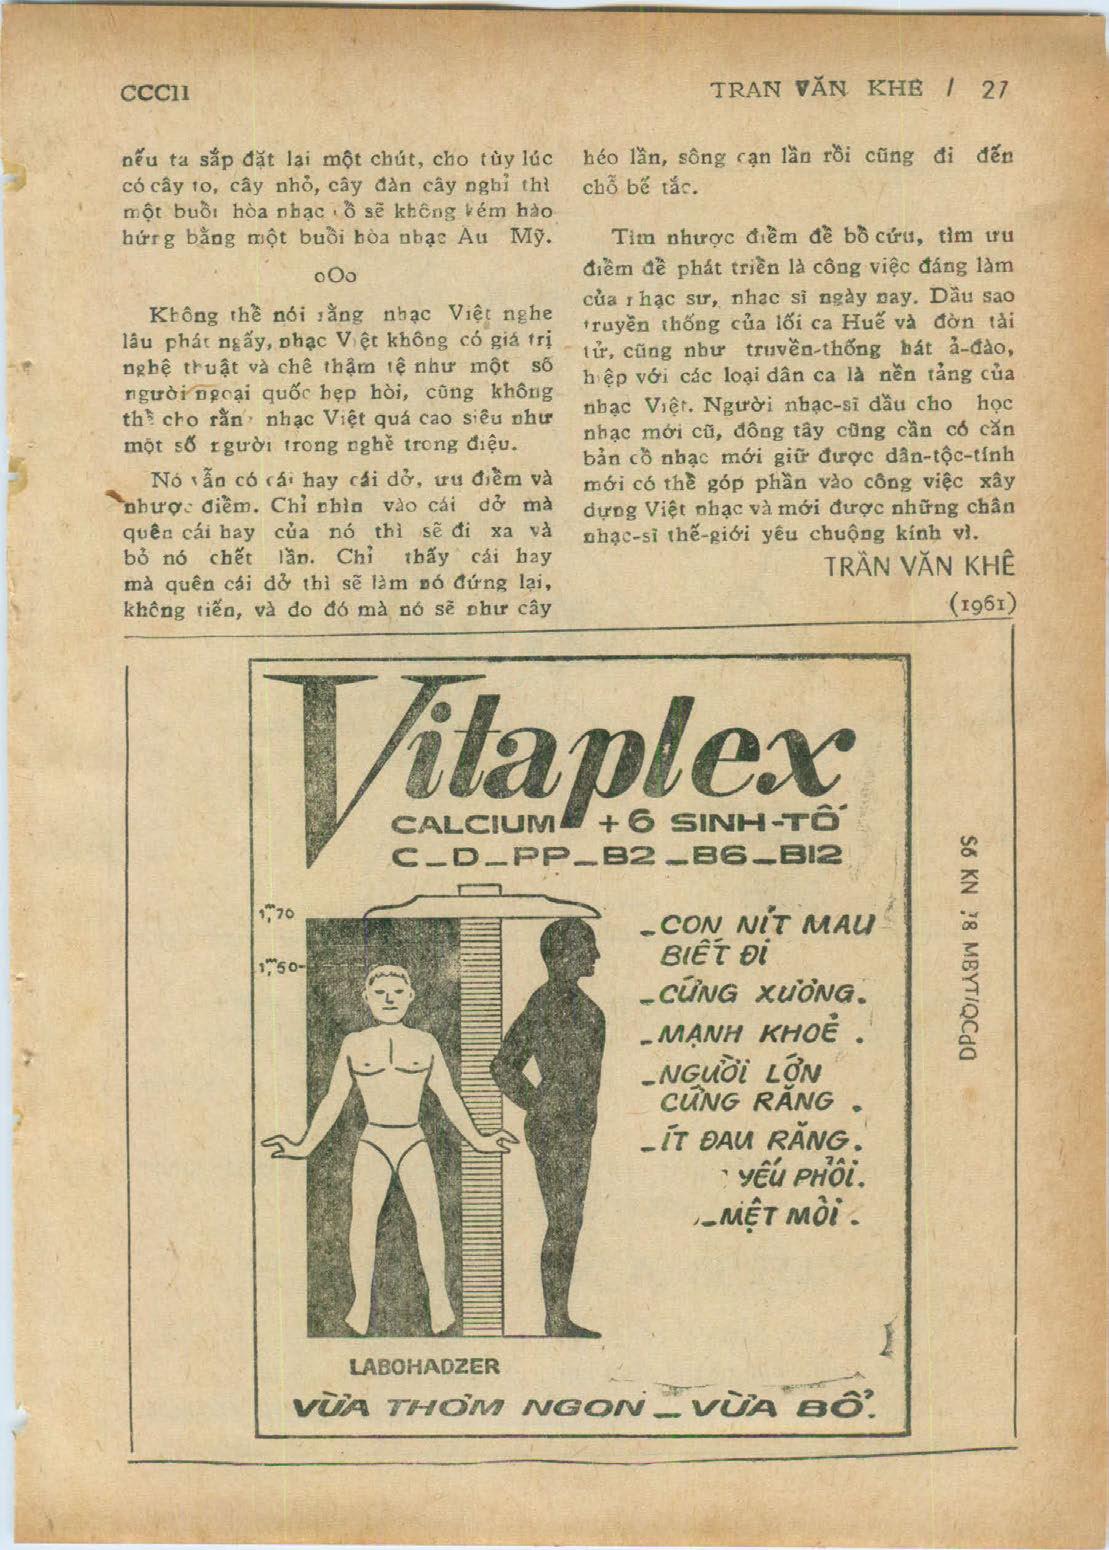 CCC11
TRAN VĂN KHÊ / 27
nếu ta sắp đặt lại một chút, cho tùy lúc
có cây to, cây nhỏ, cây đàn cây nghỉ thì
một buổi hòa nhạc cổ sẽ không kém hào
hứng bằng một buổi hòa nhạc Âu Mỹ.
oOo
Không thể nói rằng nhạc Việt nghe
lâu phát ngấy, nhạc Việt không có giá trị
nghệ thuật và chê thậm tệ như một số
người ngoại quốc hẹp hòi, cũng không
thể cho rằng nhạc Việt quá cao siêu như
một số người trong nghề trong điệu.
Nó vẫn có cái hay cái dở, ưu điểm và
nhược điểm. Chỉ nhìn vào cái dở mà
quên cái hay của nó thì sẽ đi xa và
bỏ nó chết lần. Chỉ thấy cái hay
mà quên cái dở thì sẽ làm nó đứng lại,
không tiến, và do đó mà nó sẽ như cây
héo lần, sông cạn lần rồi cũng đi đến
chỗ bế tắc.
Tìm nhược điểm để bồ cứu, tìm ưu
điểm để phát triển là công việc đáng làm
của nhạc sư, nhạc sĩ ngày nay. Dầu sao
truyền thống của lối ca Huế và đờn tài
tử, cũng như truyền-thống hát ả-đào,
hiệp với các loại dân ca là nền tảng của
nhạc Việt. Người nhạc-sĩ dầu cho học
nhạc mới cũ, đông tây cũng cần có căn
bản cổ nhạc mới giữ được dân-tộc-tính
mới có thể góp phần vào công việc xây
dựng Việt nhạc và mới được những chân
nhạc-sĩ thế-giới yêu chuộng kính vì.
TRẦN VĂN KHÊ
(1961)
Vitaplex
CALCIUM + 6 SINH-TỐ
C_D_PP_B2_B6_B12
1m70
1m50-
_CON NÍT MAU
BIẾT ĐI
_CỨNG XƯƠNG.
_MẠNH KHOẺ .
_NGƯỜI LỚN
CỨNG RĂNG .
_ÍT ĐAU RĂNG.
YẾU PHỔI.
_MỆT MỎI .
LABOHADZER
VỪA THƠM NGON _ VỪA BỔ.
Số KN 78 MBYT/QCDD